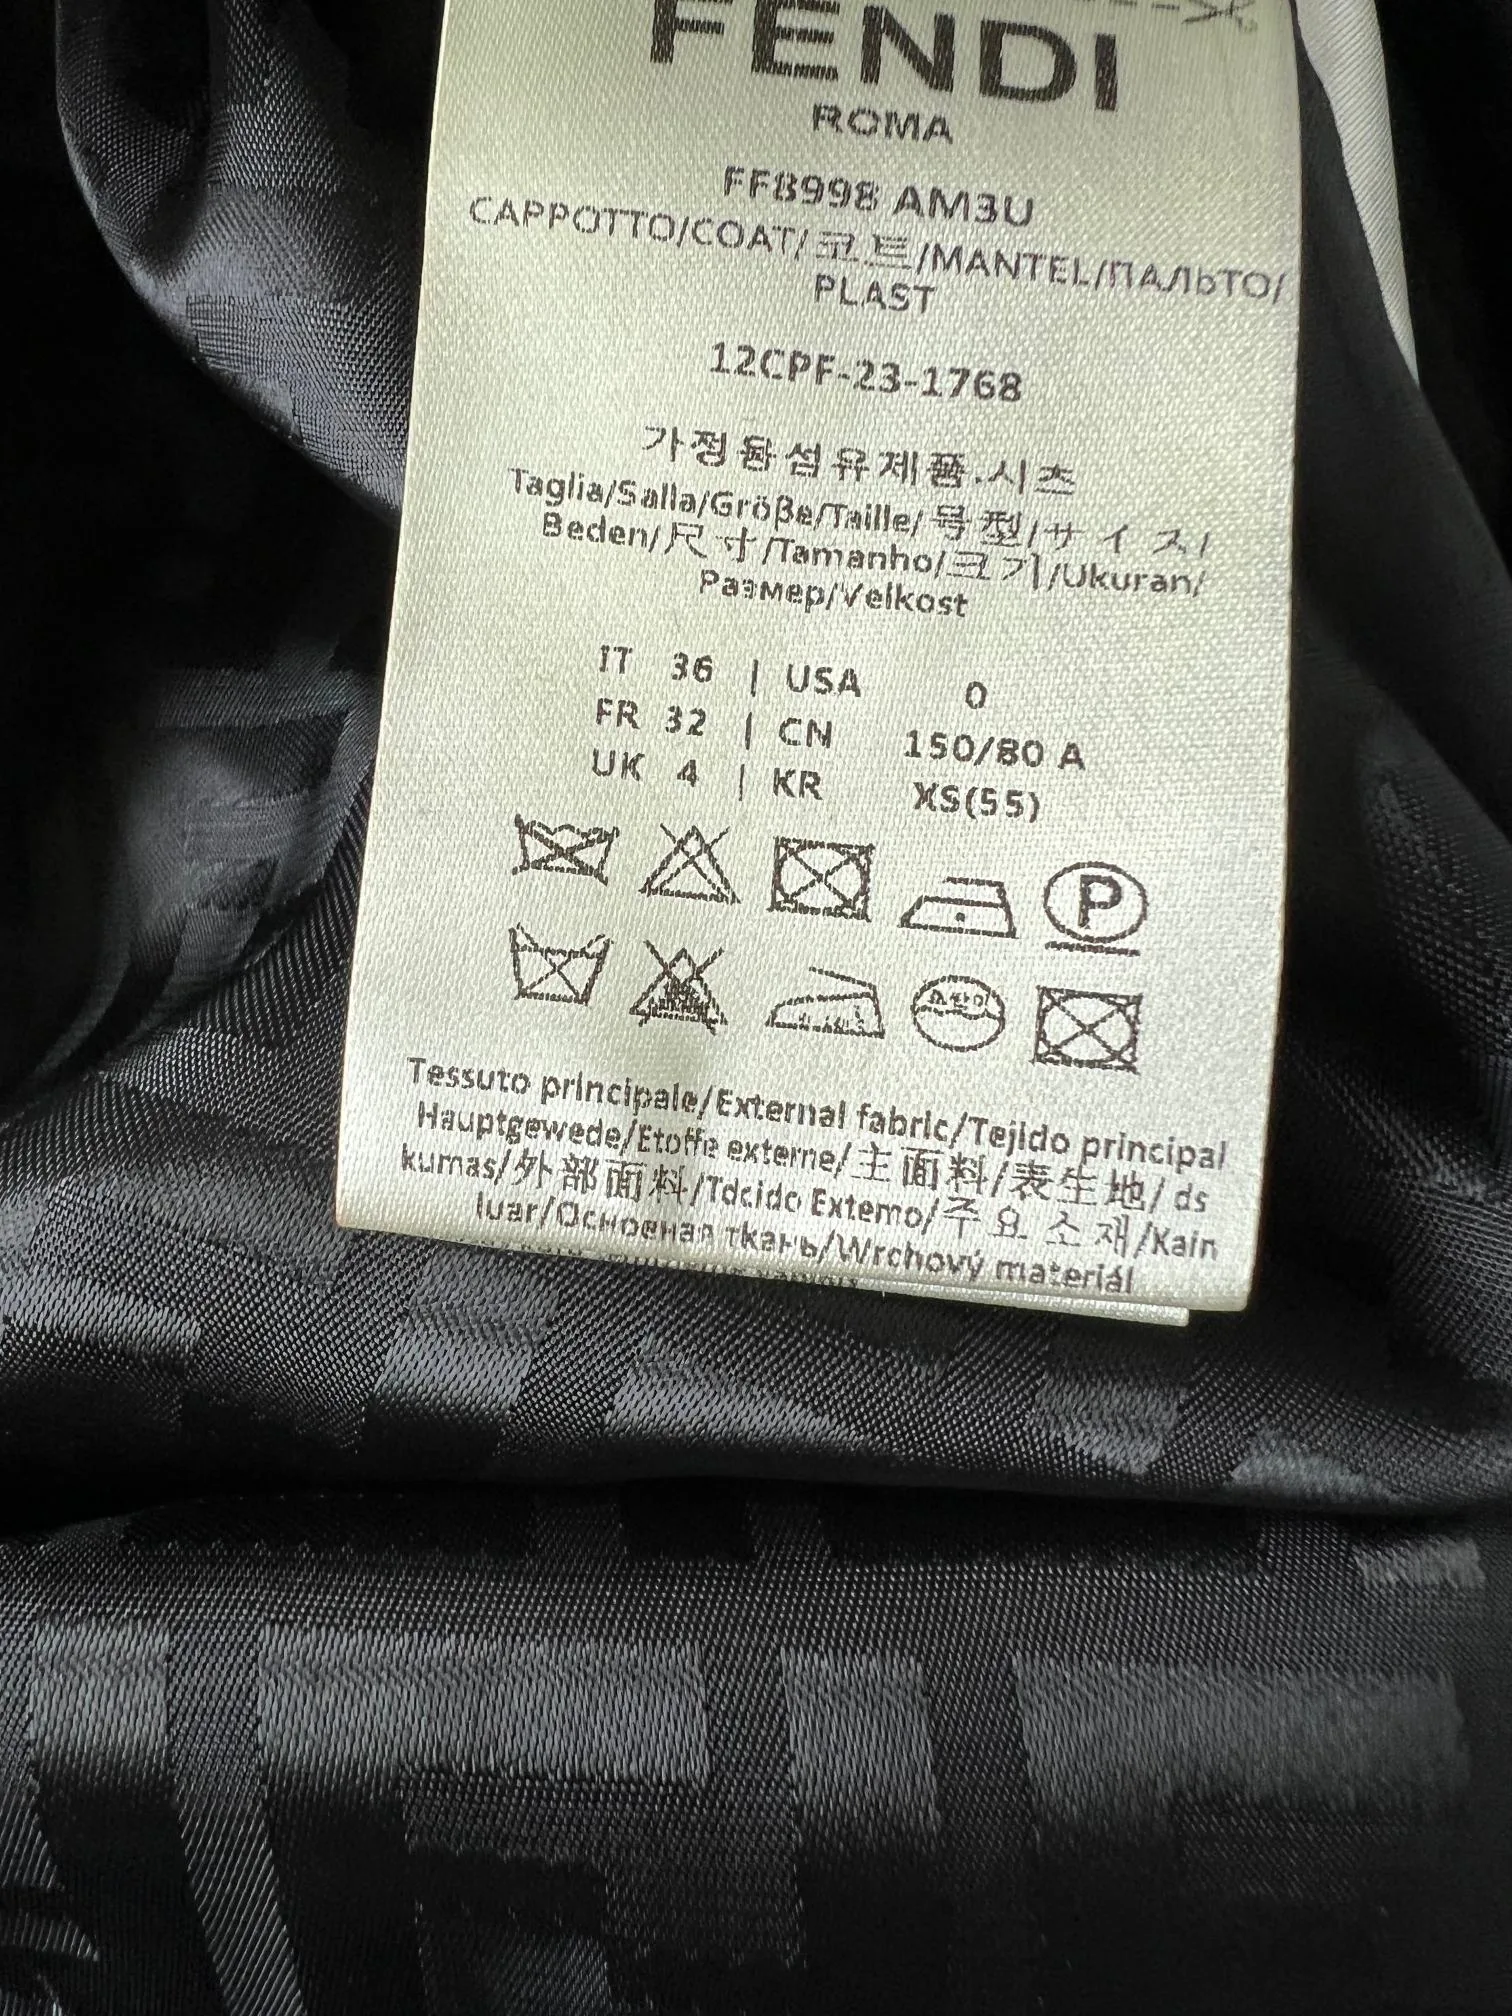 FENDI
ROMA
FF8998 AM3U
CAPPOTTO/COAT/코트/MANTEL/ПАЛЬТО/
PLAST
12CPF-23-1768
가정용섬유제품.시츠
Taglia/Salla/Größe/Taille/号型/サイス/
Beden/尺寸/Tamanho/크기/Ukuran/
Размер/Velkost
IT 36 | USA 0
FR 32 | CN 150/80 A
UK 4 | KR XS(55)
P
Tessuto principale/External fabric/Tejido principal
Hauptgewede/Etoffe externe/主面料/表生地/ds
kumas/外部面料/Tdcido Extemo/주요소재/Kain
luar/Основная ткань/Wrchový materiál